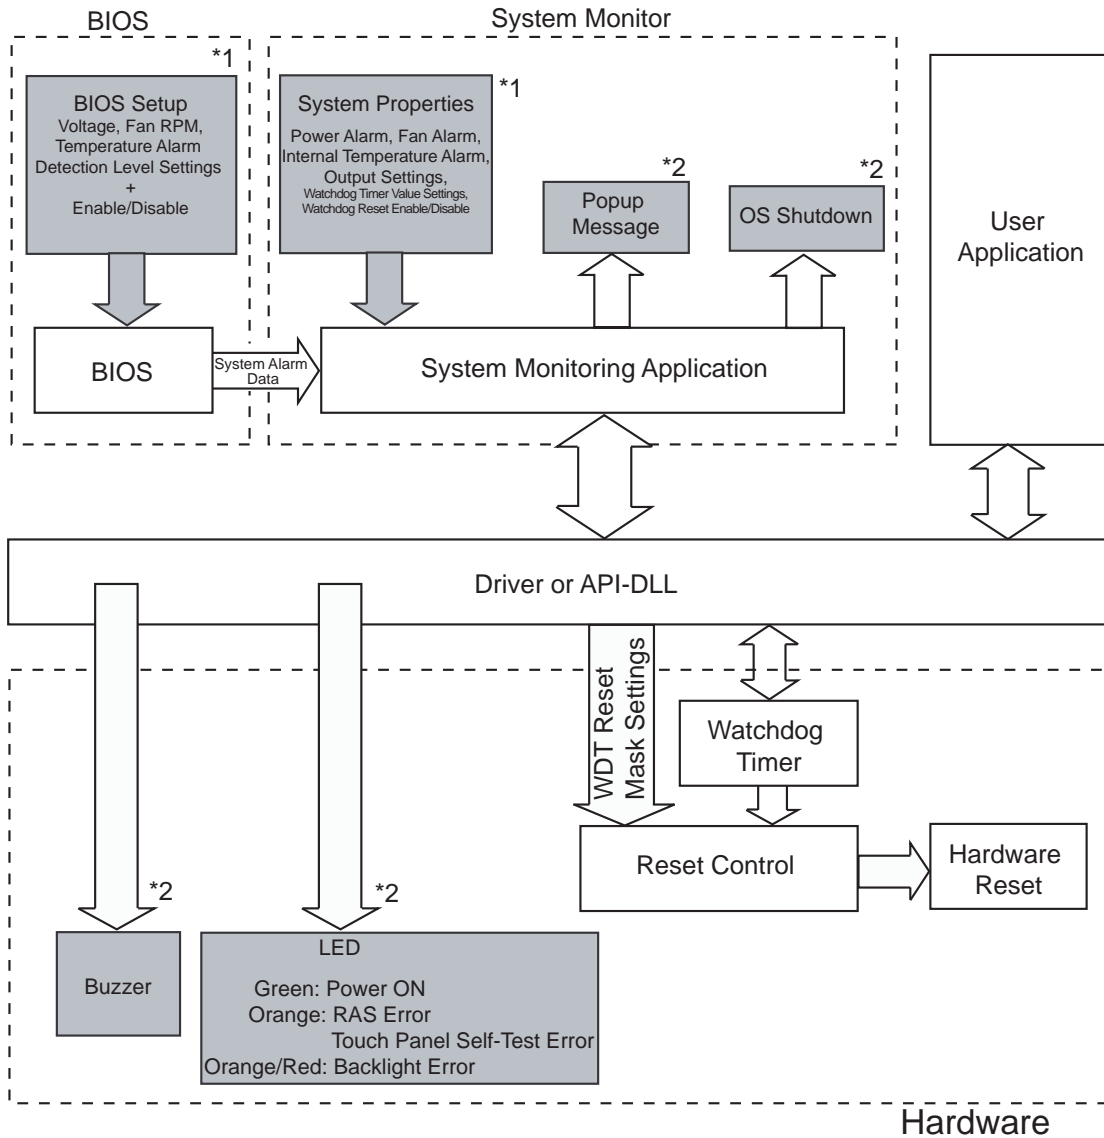 BIOS
System Monitor
*1
BIOS Setup
Voltage, Fan RPM,
Temperature Alarm
Detection Level Settings
+
Enable/Disable
*1
System Properties
Power Alarm, Fan Alarm,
Internal Temperature Alarm,
Output Settings,
Watchdog Timer Value Settings,
Watchdog Reset Enable/Disable
*2
Popup
Message
*2
OS Shutdown
User
Application
BIOS
System Alarm
Data
System Monitoring Application
Driver or API-DLL
WDT Reset
Mask Settings
Watchdog
Timer
Reset Control
Hardware
Reset
*2
Buzzer
*2
LED
Green: Power ON
Orange: RAS Error
Touch Panel Self-Test Error
Orange/Red: Backlight Error
Hardware